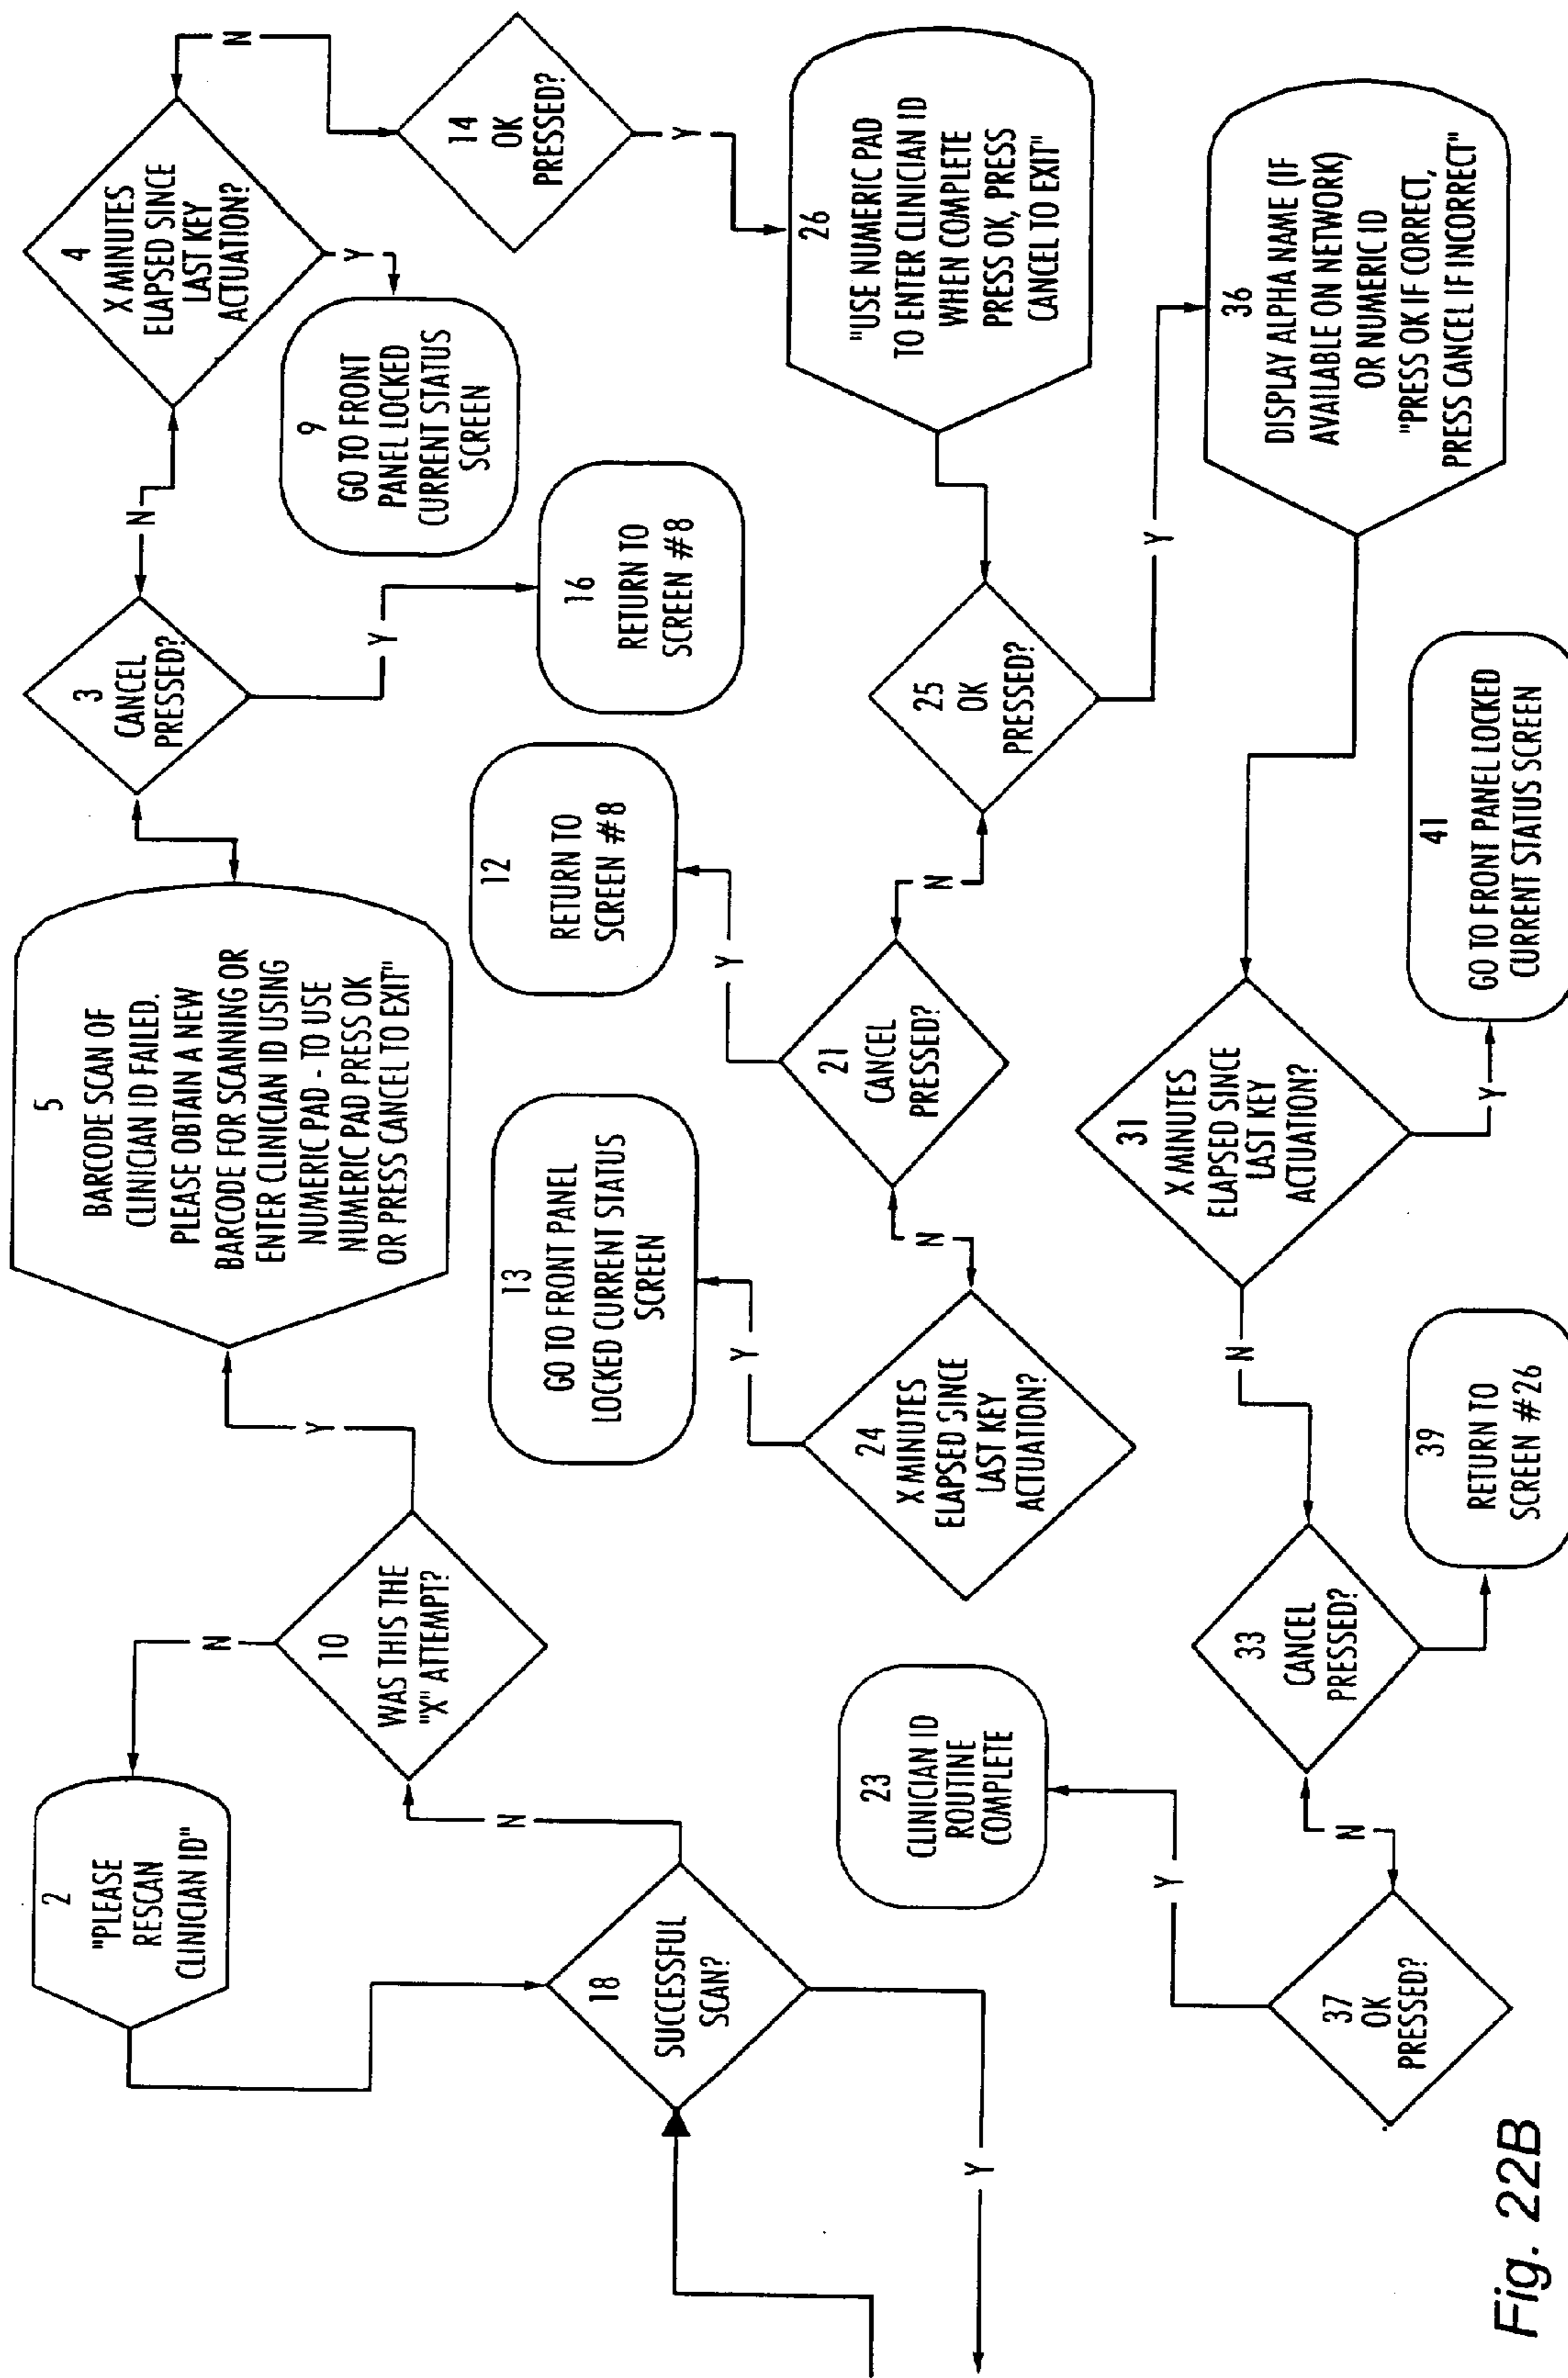 2
"PLEASE
RESCAN
CLINICIAN ID"
N
10
WAS THIS THE
"X" ATTEMPT?
Y
N
18
SUCCESSFUL
SCAN?
Y
5
BARCODE SCAN OF
CLINICIAN ID FAILED.
PLEASE OBTAIN A NEW
BARCODE FOR SCANNING OR
ENTER CLINICIAN ID USING
NUMERIC PAD - TO USE
NUMERIC PAD PRESS OK
OR PRESS CANCEL TO EXIT"
3
CANCEL
PRESSED?
N
Y
16
RETURN TO
SCREEN #8
4
X MINUTES
ELAPSED SINCE
LAST KEY
ACTUATION?
Y
9
GO TO FRONT
PANEL LOCKED
CURRENT STATUS
SCREEN
N
14
OK
PRESSED?
Y
26
"USE NUMERIC PAD
TO ENTER CLINICIAN ID
WHEN COMPLETE
PRESS OK, PRESS
CANCEL TO EXIT"
25
OK
PRESSED?
Y
N
21
CANCEL
PRESSED?
Y
12
RETURN TO
SCREEN #8
N
24
X MINUTES
ELAPSED SINCE
LAST KEY
ACTUATION?
Y
13
GO TO FRONT PANEL
LOCKED CURRENT STATUS
SCREEN
36
DISPLAY ALPHA NAME (IF
AVAILABLE ON NETWORK)
OR NUMERIC ID
"PRESS OK IF CORRECT,
PRESS CANCEL IF INCORRECT"
31
X MINUTES
ELAPSED SINCE
LAST KEY
ACTUATION?
Y
41
GO TO FRONT PANEL LOCKED
CURRENT STATUS SCREEN
N
33
CANCEL
PRESSED?
39
RETURN TO
SCREEN #26
N
37
OK
PRESSED?
Y
23
CLINICIAN ID
ROUTINE
COMPLETE
Fig. 22B